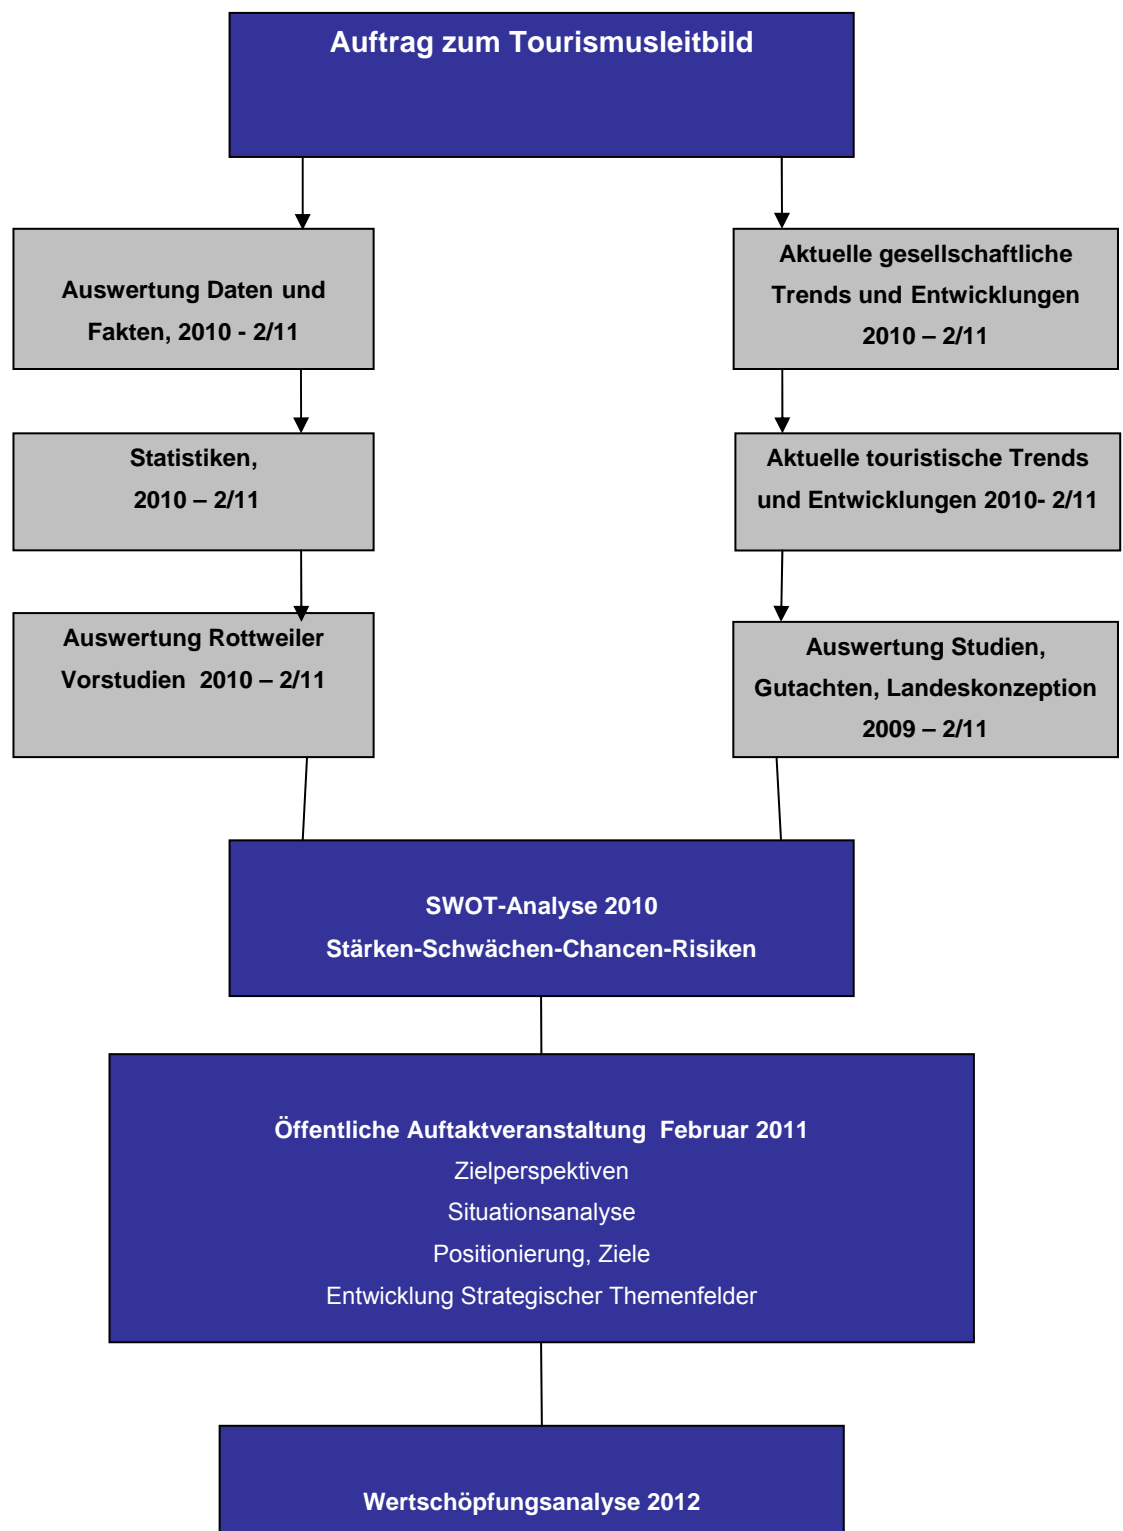 Auftrag zum Tourismusleitbild
Auswertung Daten und
Fakten, 2010 - 2/11
Aktuelle gesellschaftliche
Trends und Entwicklungen
2010 – 2/11
Statistiken,
2010 – 2/11
Aktuelle touristische Trends
und Entwicklungen 2010- 2/11
Auswertung Rottweiler
Vorstudien 2010 – 2/11
Auswertung Studien,
Gutachten, Landeskonzeption
2009 – 2/11
SWOT-Analyse 2010
Stärken-Schwächen-Chancen-Risiken
Öffentliche Auftaktveranstaltung Februar 2011
Zielperspektiven
Situationsanalyse
Positionierung, Ziele
Entwicklung Strategischer Themenfelder
Wertschöpfungsanalyse 2012